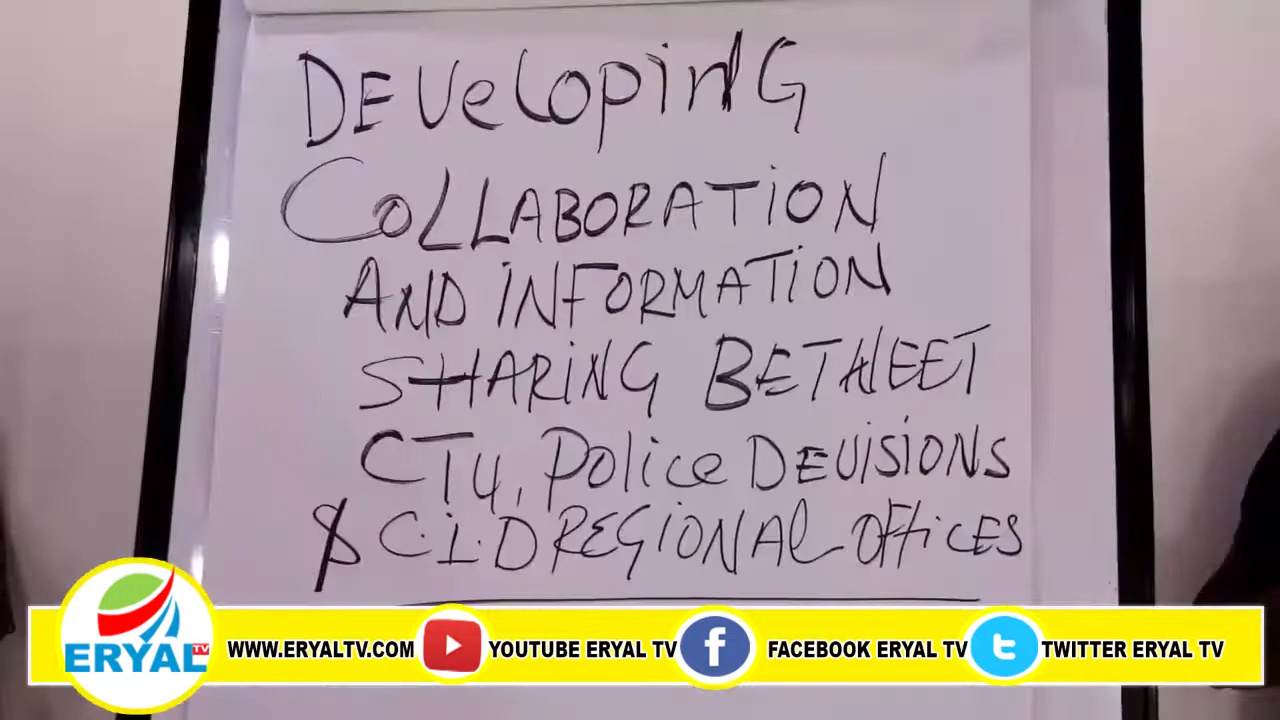 DEVELOPING
COLLABORATION
AND INFORMATION
SHARING BETWEET
CTU, POLICE DEVISIONS
& C.I.D REGIONAL OFFICES
ERYAL TV
WWW.ERYALTV.COM YOUTUBE ERYAL TV FACEBOOK ERYAL TV TWITTER ERYAL TV